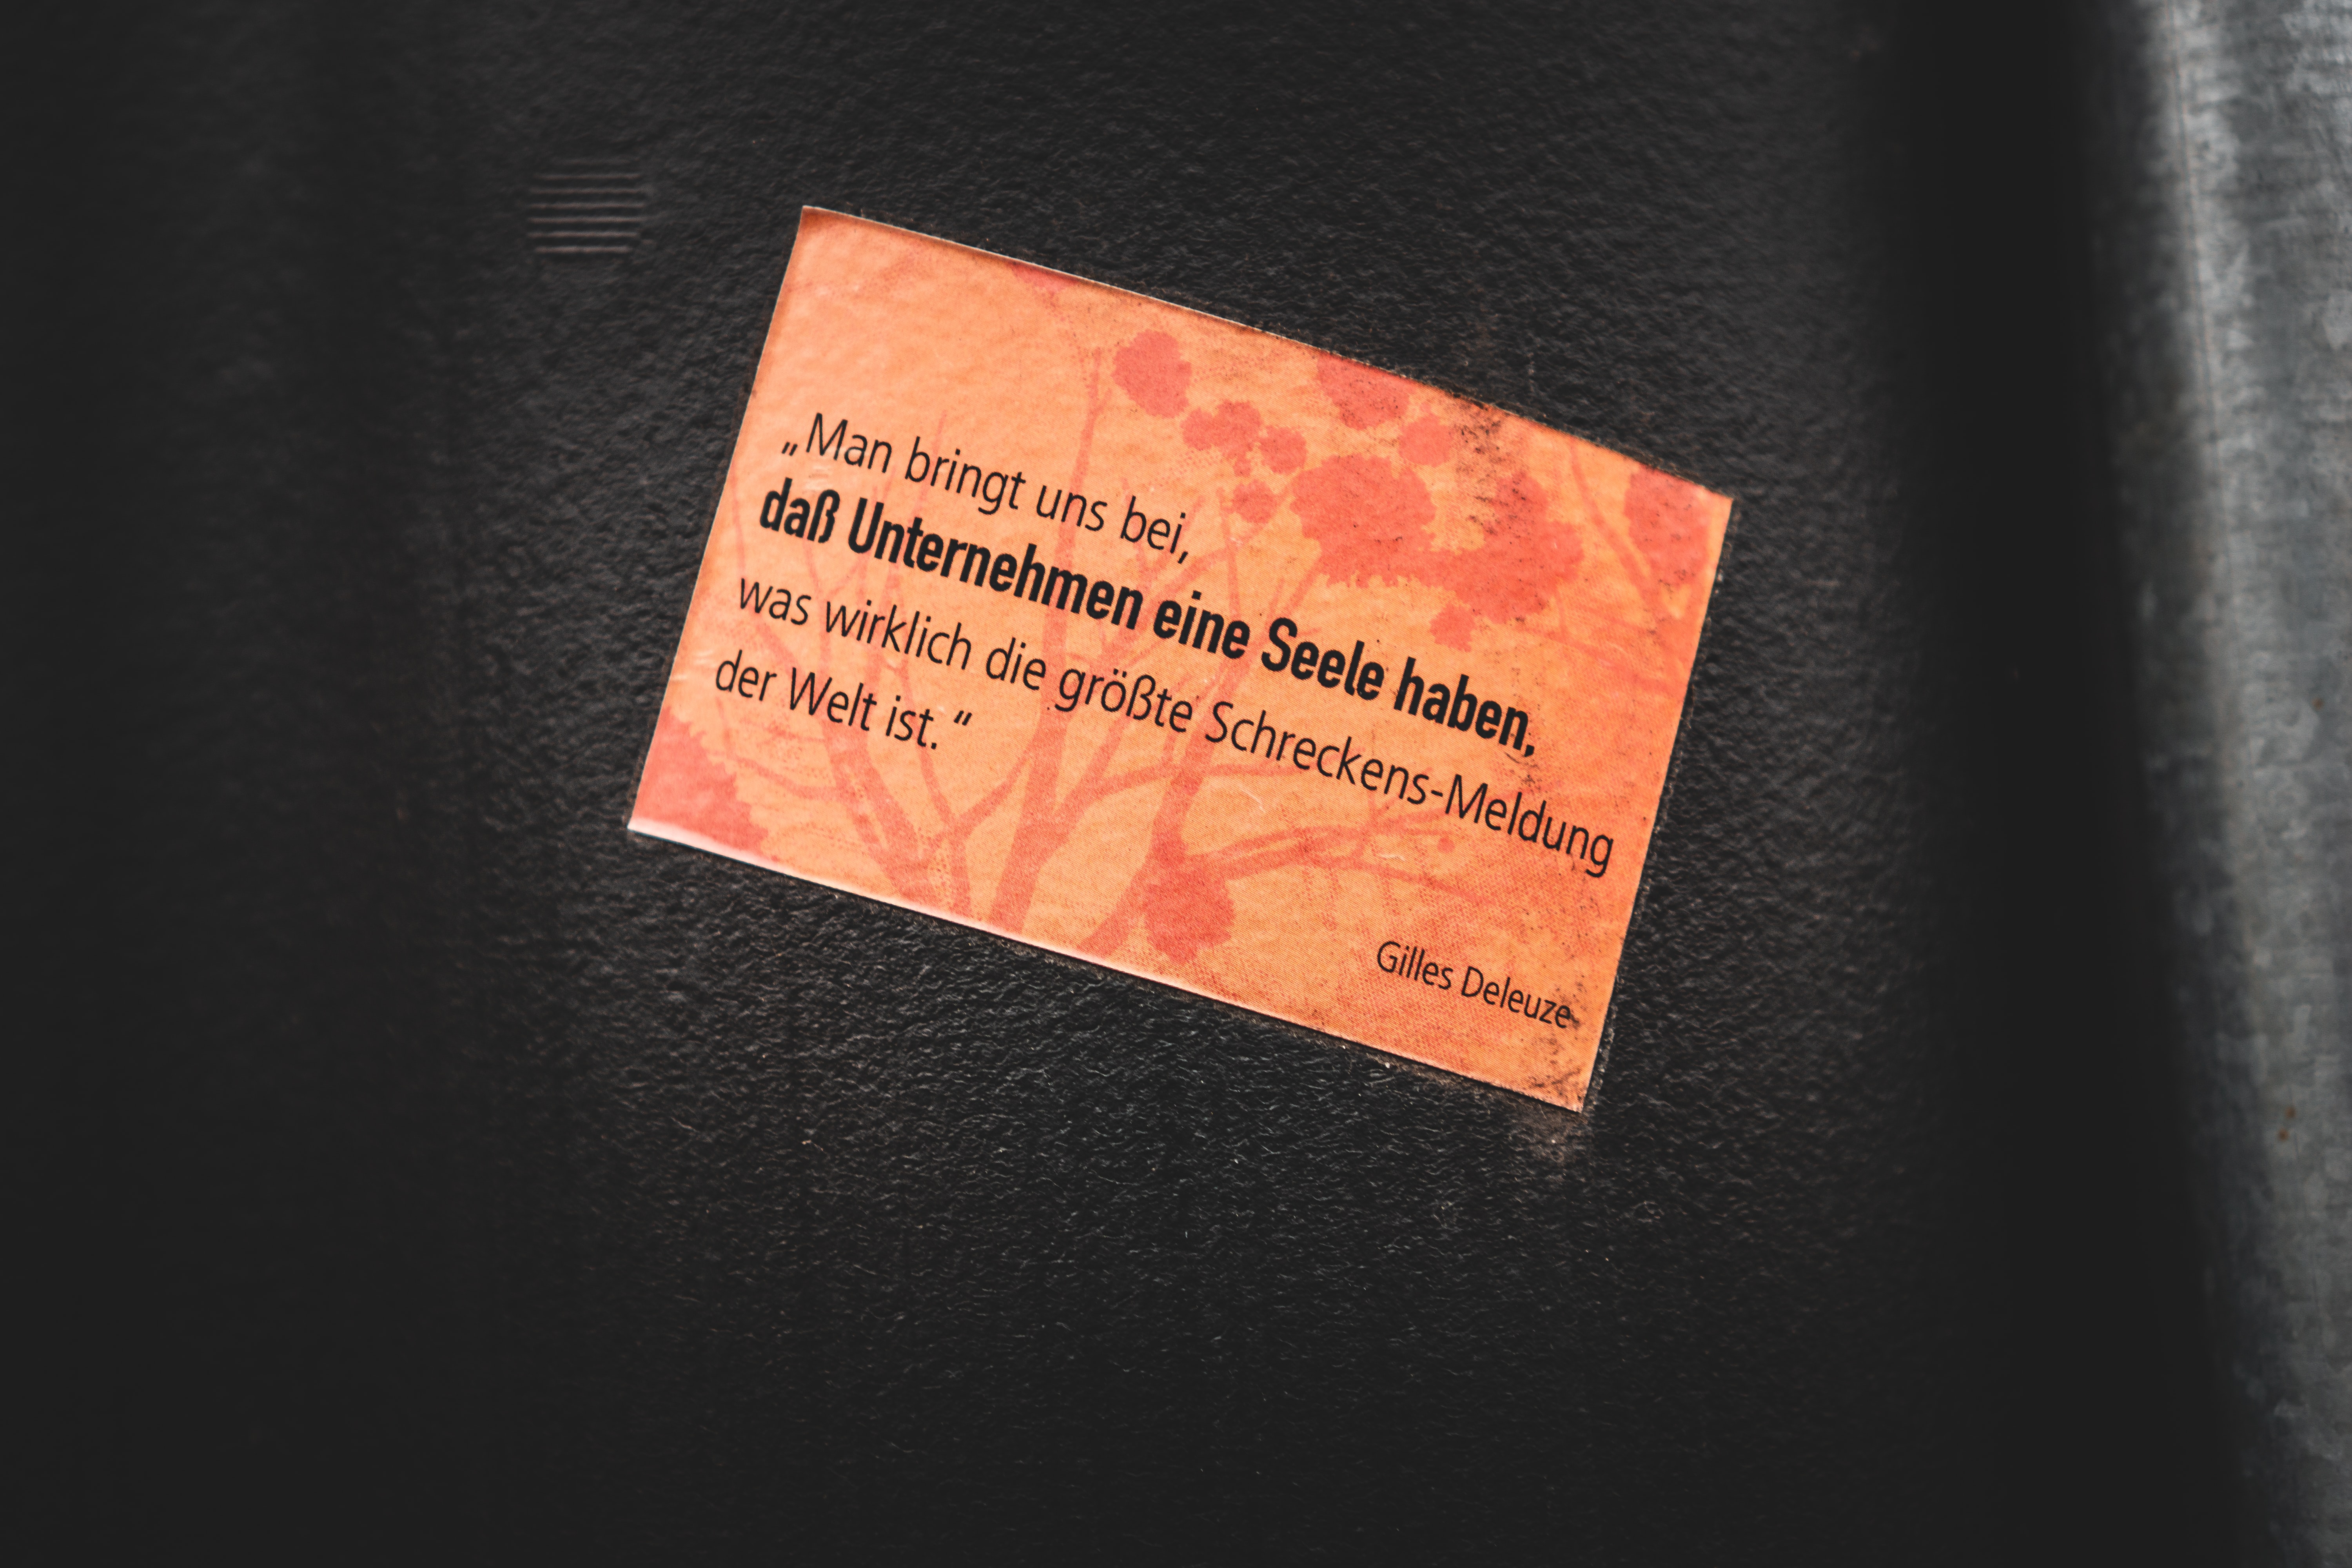 „Man bringt uns bei,
daß Unternehmen eine Seele haben,
was wirklich die größte Schreckens-Meldung
der Welt ist.“
Gilles Deleuze